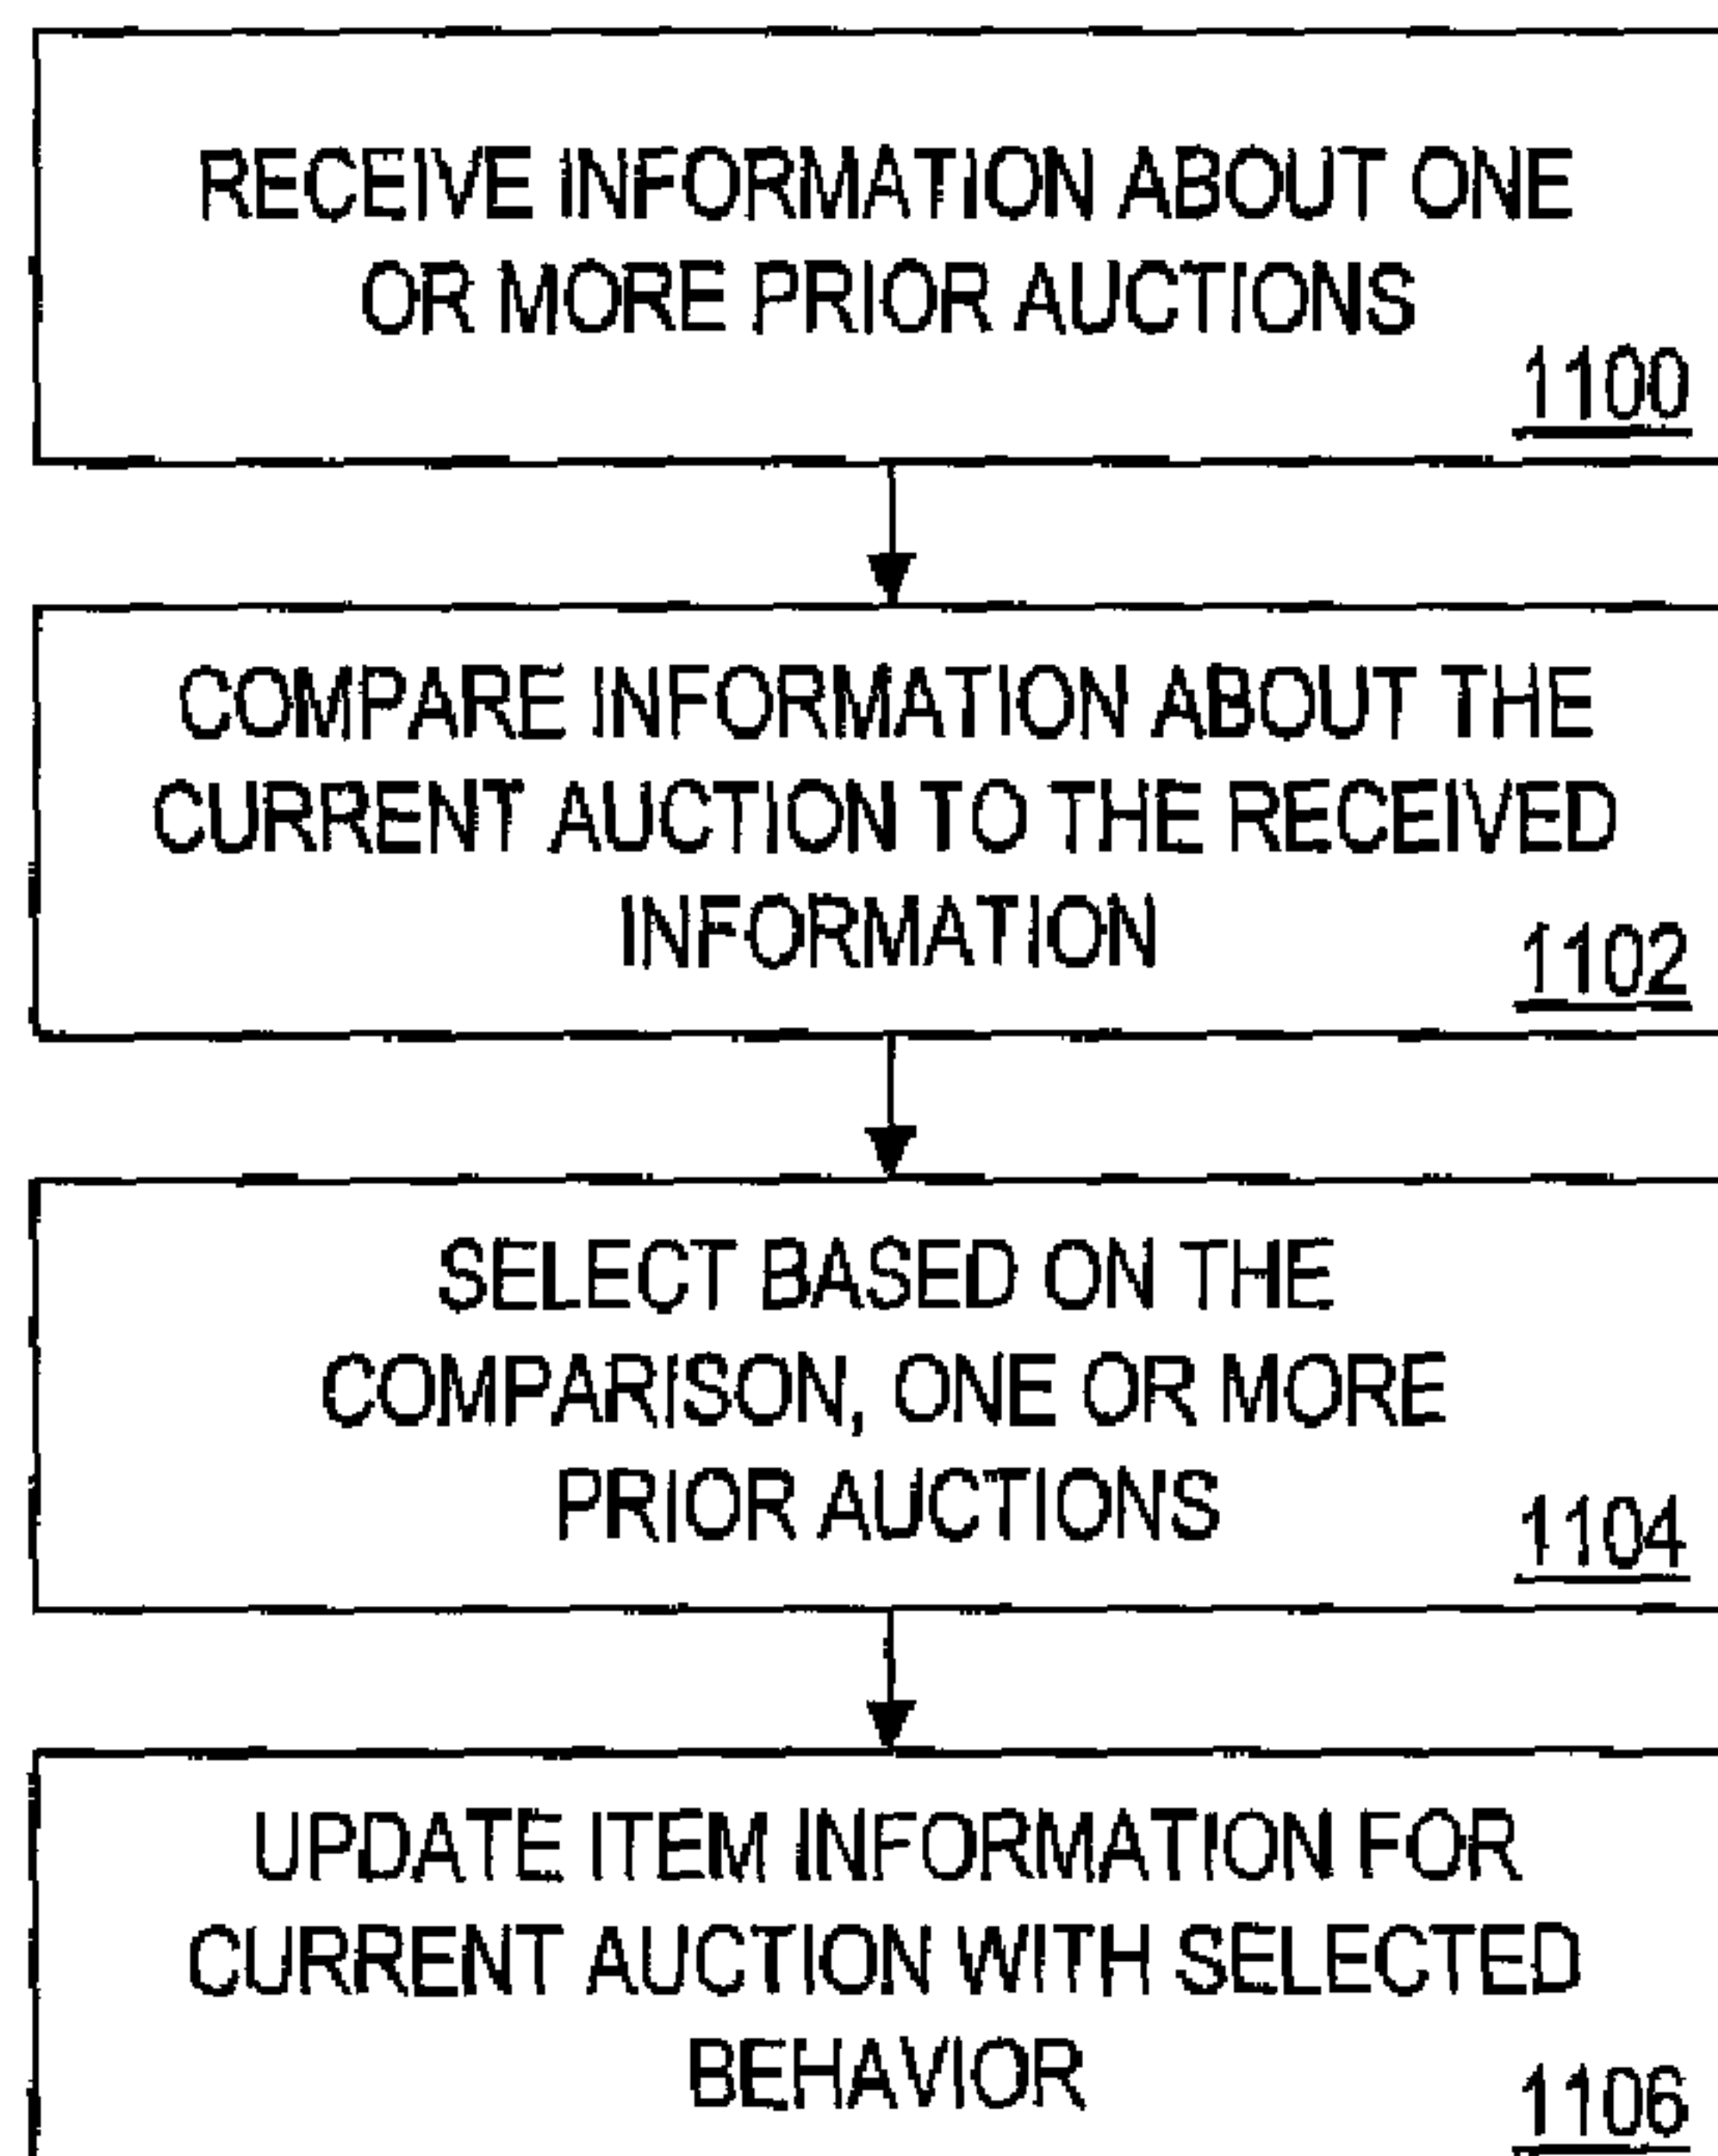 RECEIVE INFORMATION ABOUT ONE
OR MORE PRIOR AUCTIONS
1100
COMPARE INFORMATION ABOUT THE
CURRENT AUCTION TO THE RECEIVED
INFORMATION
1102
SELECT BASED ON THE
COMPARISON, ONE OR MORE
PRIOR AUCTIONS
1104
UPDATE ITEM INFORMATION FOR
CURRENT AUCTION WITH SELECTED
BEHAVIOR
1106